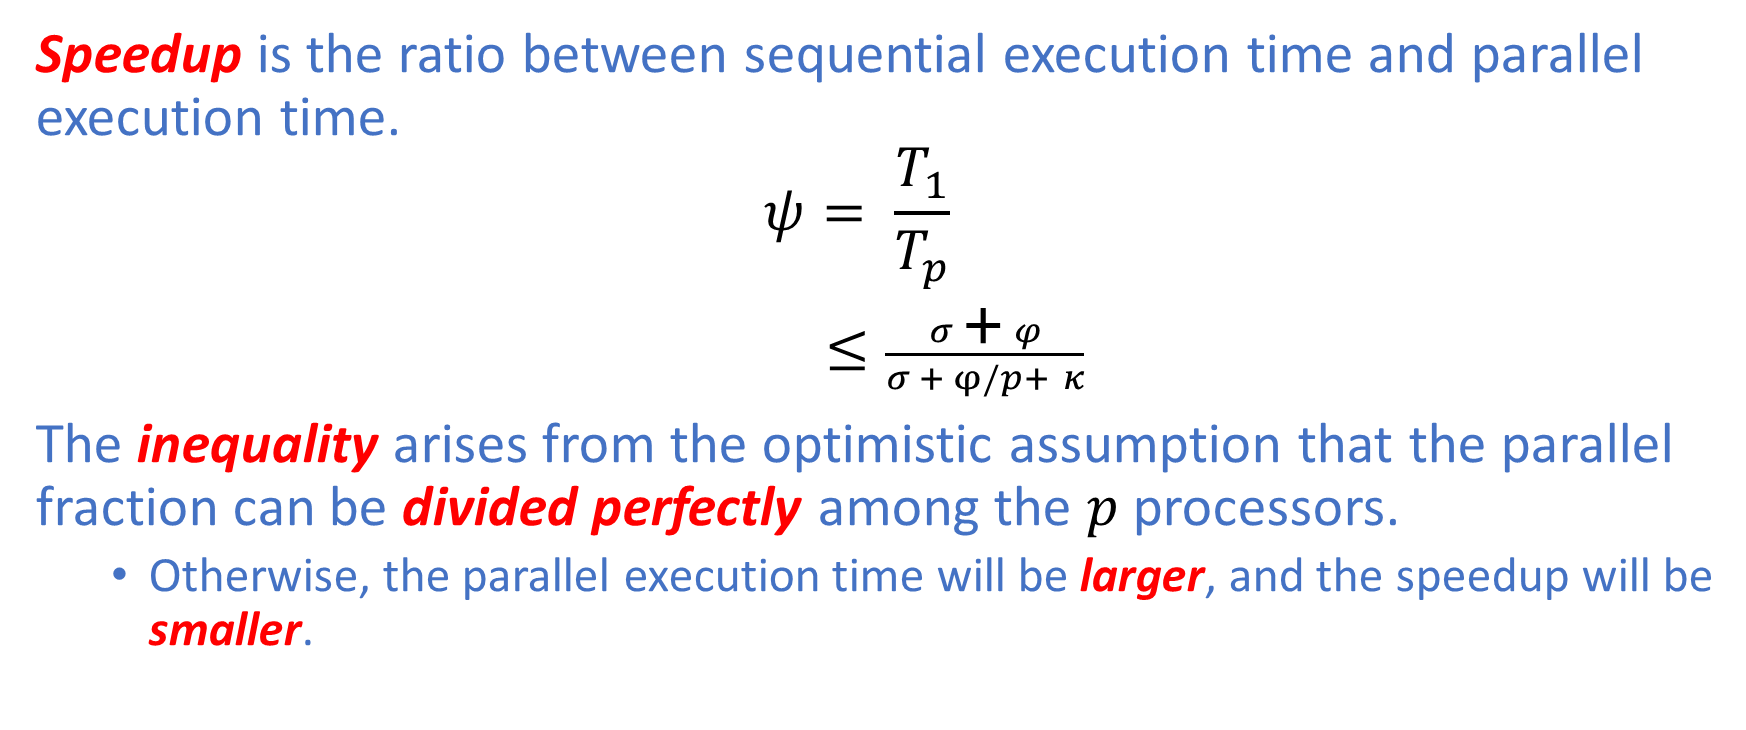 Speedup is the ratio between sequential execution time and parallel
execution time.
ψ = T₁/Tₚ
≤ (σ + φ)/(σ + φ/p + κ)
The inequality arises from the optimistic assumption that the parallel
fraction can be divided perfectly among the p processors.
• Otherwise, the parallel execution time will be larger, and the speedup will be
smaller.